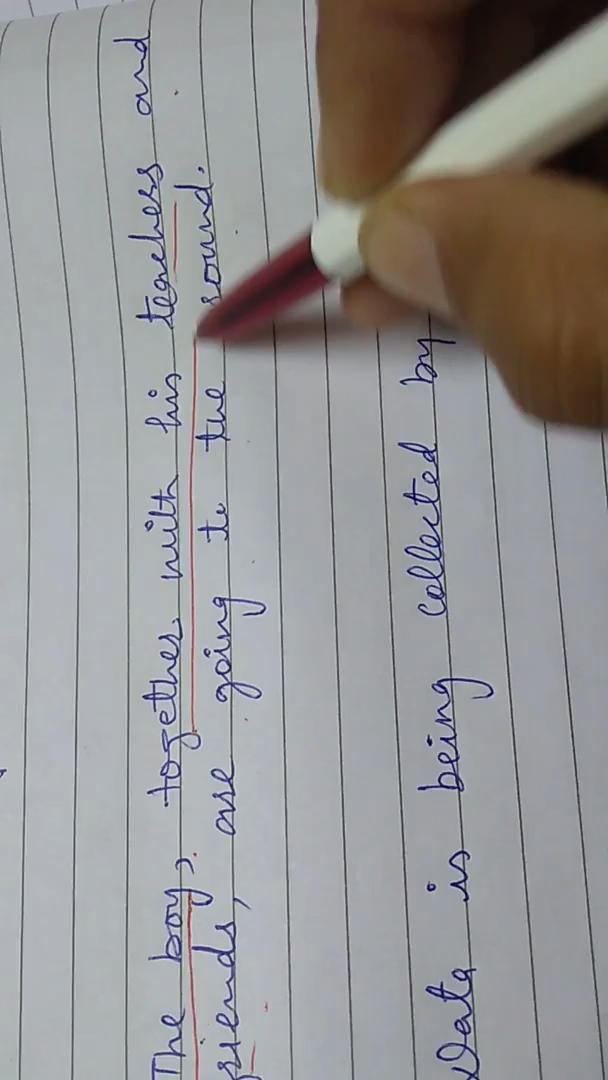 The boy, together with his teachers and
friends, are going to the sound.
Data is being collected by